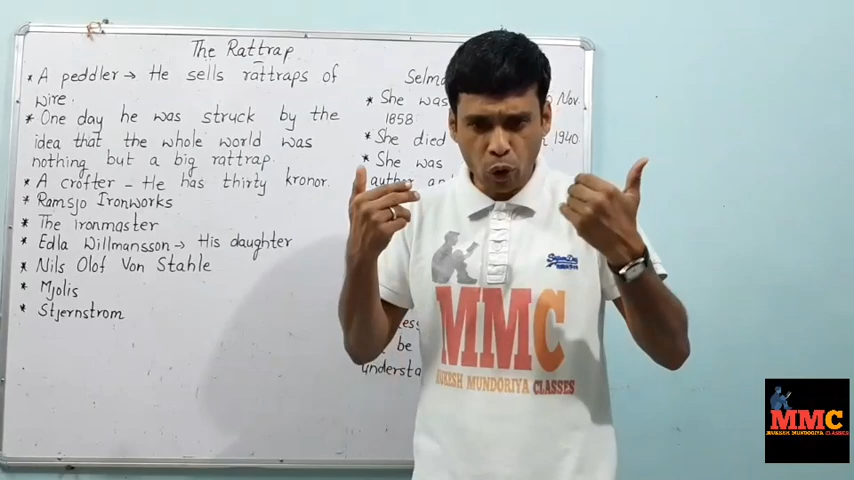 The Rattrap
* A peddler → He sells rattraps of
wire.
* One day he was struck by the
idea that the whole world was
nothing but a big rattrap.
* A crofter - He has thirty kronor.
* Ramsjo Ironworks
* The ironmaster
* Edla Willmansson → His daughter
* Nils Olof Von Stahle
* Mjolis
* Stjernstrom
* She was Nov.
1858
* She died 1940
* She was
be
understa
SuperDry
MMC
MUKESH MUNDORIYA CLASSES
MMC
MUKESH MUNDORIYA CLASSES